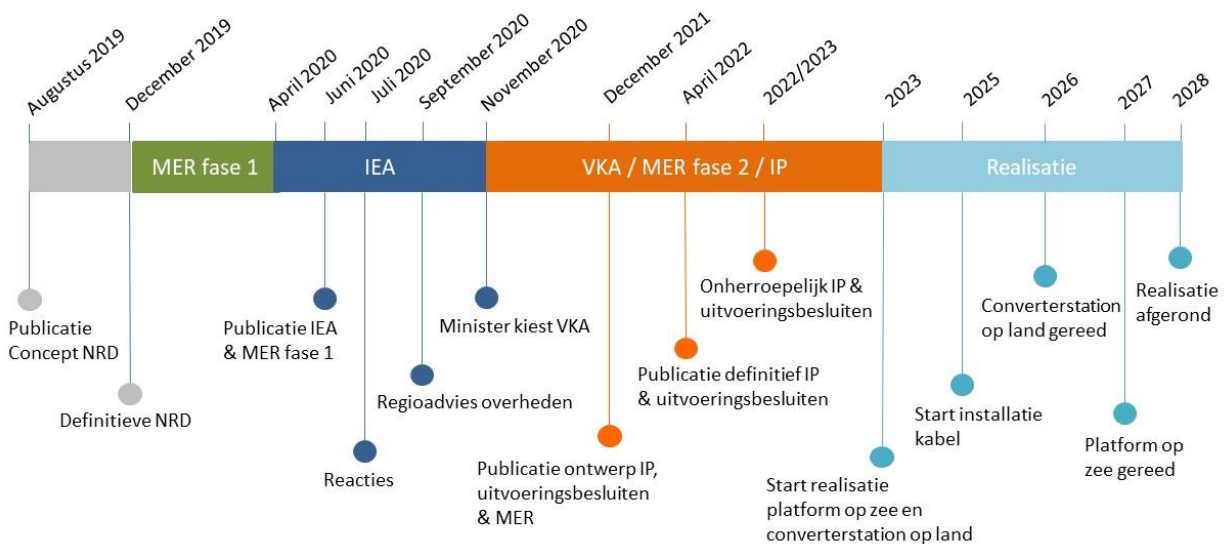 Augustus 2019
December 2019
April 2020
Juni 2020
Juli 2020
September 2020
November 2020
December 2021
April 2022
2022/2023
2023
2025
2026
2027
2028
MER fase 1
IEA
VKA / MER fase 2 / IP
Realisatie
Publicatie
Concept NRD
Definitieve NRD
Publicatie IEA
& MER fase 1
Reacties
Regioadvies overheden
Minister kiest VKA
Publicatie ontwerp IP,
uitvoeringsbesluiten
& MER
Publicatie definitief IP
& uitvoeringsbesluiten
Onherroepelijk IP &
uitvoeringsbesluiten
Start realisatie
platform op zee en
converterstation op land
Start installatie
kabel
Converterstation
op land gereed
Platform op
zee gereed
Realisatie
afgerond